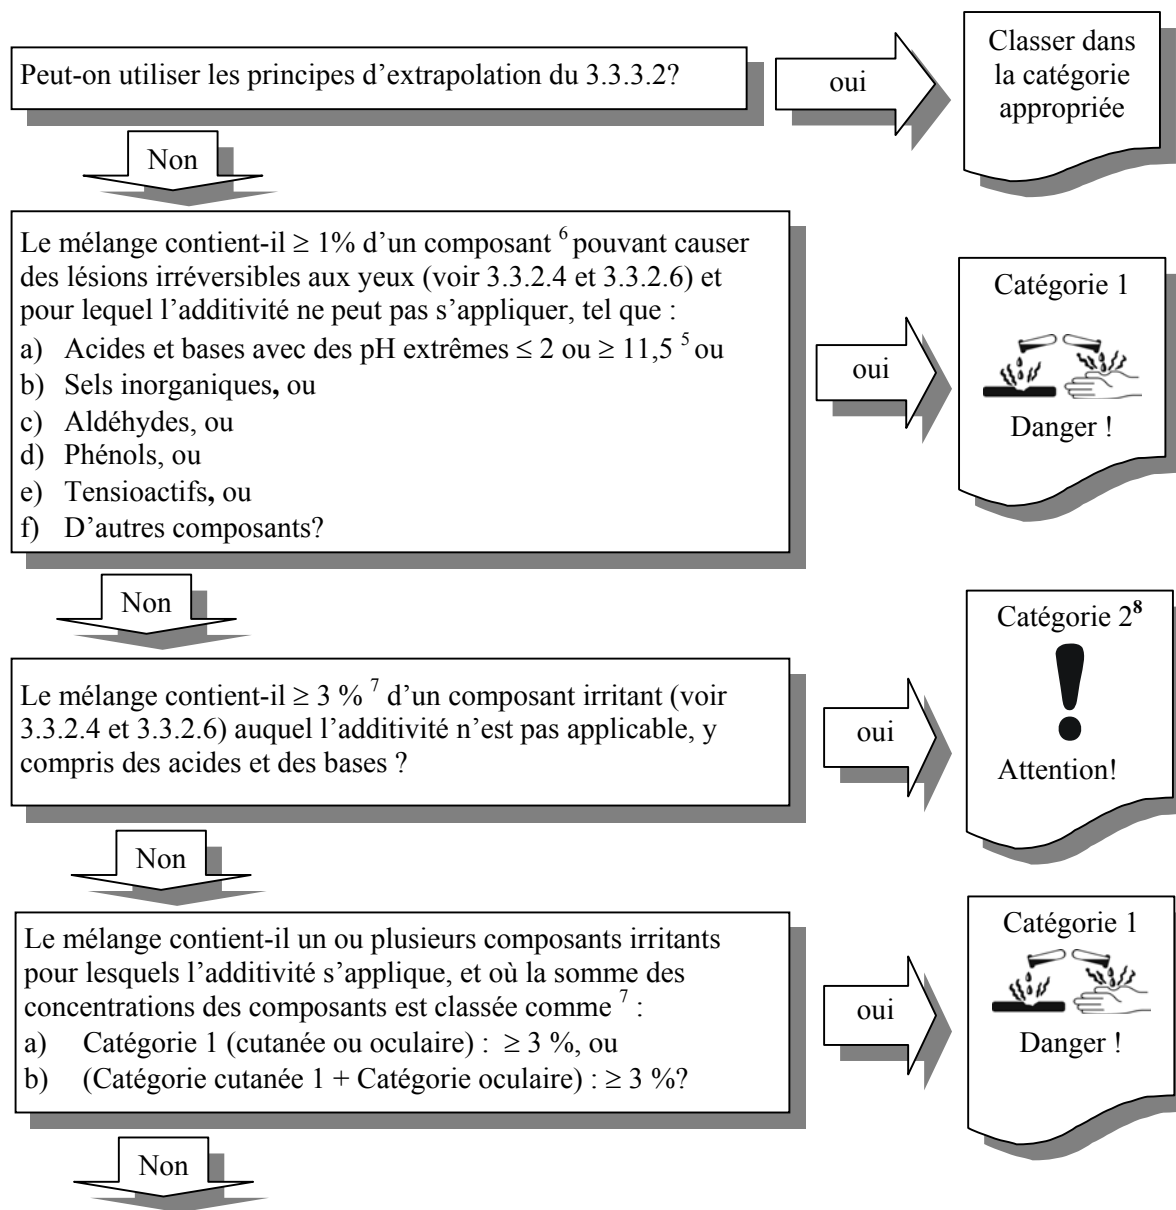 Peut-on utiliser les principes d’extrapolation du 3.3.3.2?
oui
Classer dans
la catégorie
appropriée
Non
Le mélange contient-il ≥ 1% d’un composant ⁶ pouvant causer
des lésions irréversibles aux yeux (voir 3.3.2.4 et 3.3.2.6) et
pour lequel l’additivité ne peut pas s’appliquer, tel que :
a) Acides et bases avec des pH extrêmes ≤ 2 ou ≥ 11,5 ⁵ ou
b) Sels inorganiques, ou
c) Aldéhydes, ou
d) Phénols, ou
e) Tensioactifs, ou
f) D’autres composants?
oui
Catégorie 1
Danger !
Non
Le mélange contient-il ≥ 3 % ⁷ d’un composant irritant (voir
3.3.2.4 et 3.3.2.6) auquel l’additivité n’est pas applicable, y
compris des acides et des bases ?
oui
Catégorie 2⁸
Attention!
Non
Le mélange contient-il un ou plusieurs composants irritants
pour lesquels l’additivité s’applique, et où la somme des
concentrations des composants est classée comme ⁷ :
a) Catégorie 1 (cutanée ou oculaire) : ≥ 3 %, ou
b) (Catégorie cutanée 1 + Catégorie oculaire) : ≥ 3 %?
oui
Catégorie 1
Danger !
Non